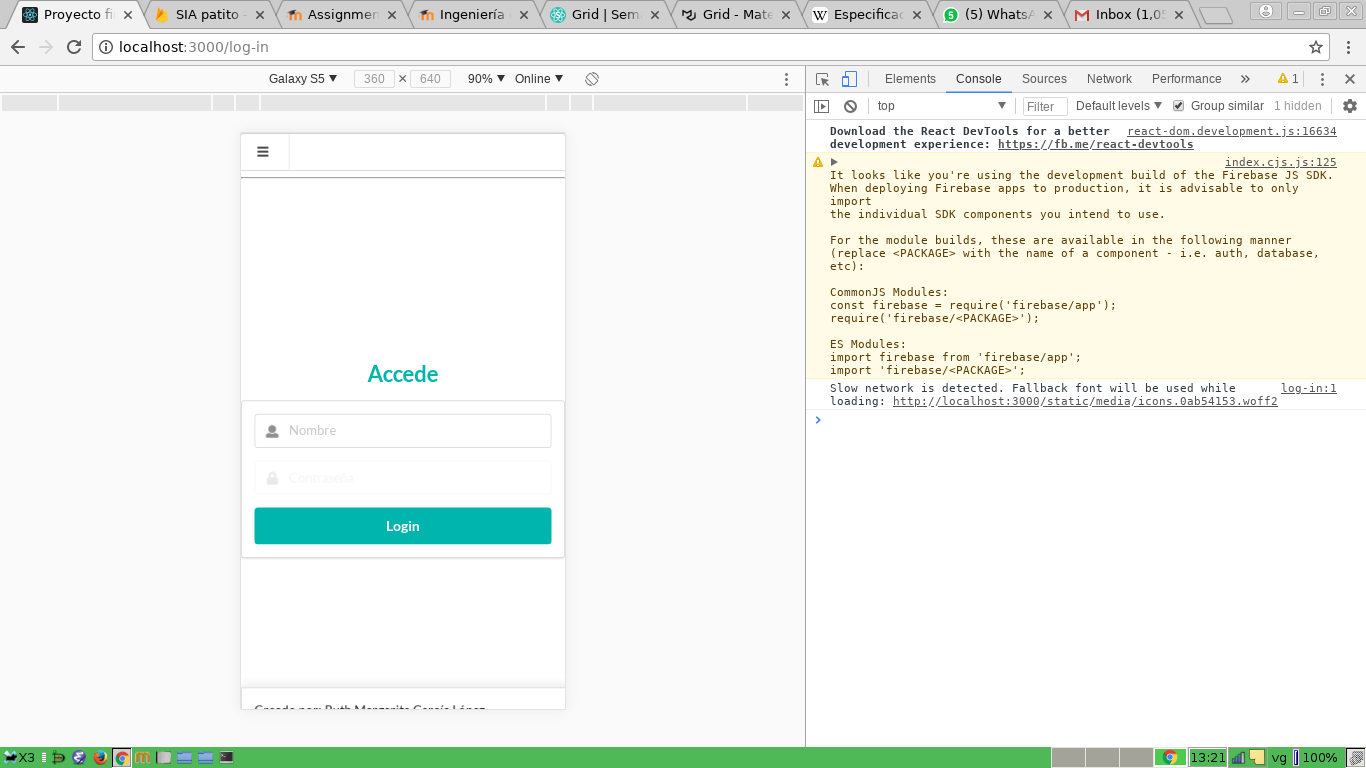 Proyecto fi
SIA patito -
Assignmen
Ingeniería
Grid | Sem
Grid - Mate
Especifica
(5) Whats
Inbox (1,05
localhost:3000/log-in
Galaxy S5 ▼ 360 × 640 90% ▼ Online ▼
Elements Console Sources Network Performance » 1
top ▼ Filter Default levels ▼ Group similar 1 hidden
Accede
Nombre
Contraseña
Login
Creado por: Ruth Margarita García López
Download the React DevTools for a better react-dom.development.js:16634
development experience: https://fb.me/react-devtools
index.cjs.js:125
It looks like you're using the development build of the Firebase JS SDK.
When deploying Firebase apps to production, it is advisable to only
import
the individual SDK components you intend to use.
For the module builds, these are available in the following manner
(replace <PACKAGE> with the name of a component - i.e. auth, database,
etc):
CommonJS Modules:
const firebase = require('firebase/app');
require('firebase/<PACKAGE>');
ES Modules:
import firebase from 'firebase/app';
import 'firebase/<PACKAGE>';
Slow network is detected. Fallback font will be used while log-in:1
loading: http://localhost:3000/static/media/icons.0ab54153.woff2
X3
13:21 vg 100%